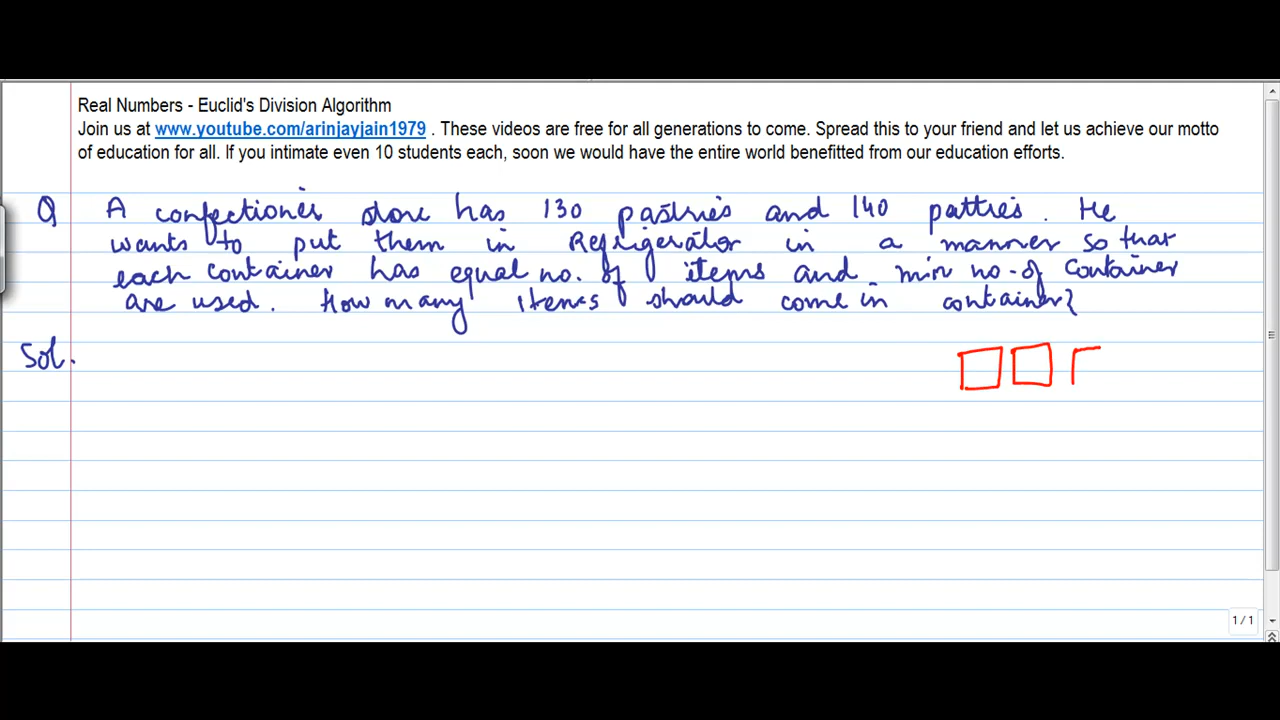 Real Numbers - Euclid's Division Algorithm
Join us at www.youtube.com/arinjayjain1979 . These videos are free for all generations to come. Spread this to your friend and let us achieve our motto
of education for all. If you intimate even 10 students each, soon we would have the entire world benefitted from our education efforts.
Q A confectioner's store has 130 pastries and 140 patties. He
wants to put them in Refrigerator in a manner so that
each container has equal no. of items and min no. of Container
are used. How many items should come in container?
Sol.
1 / 1